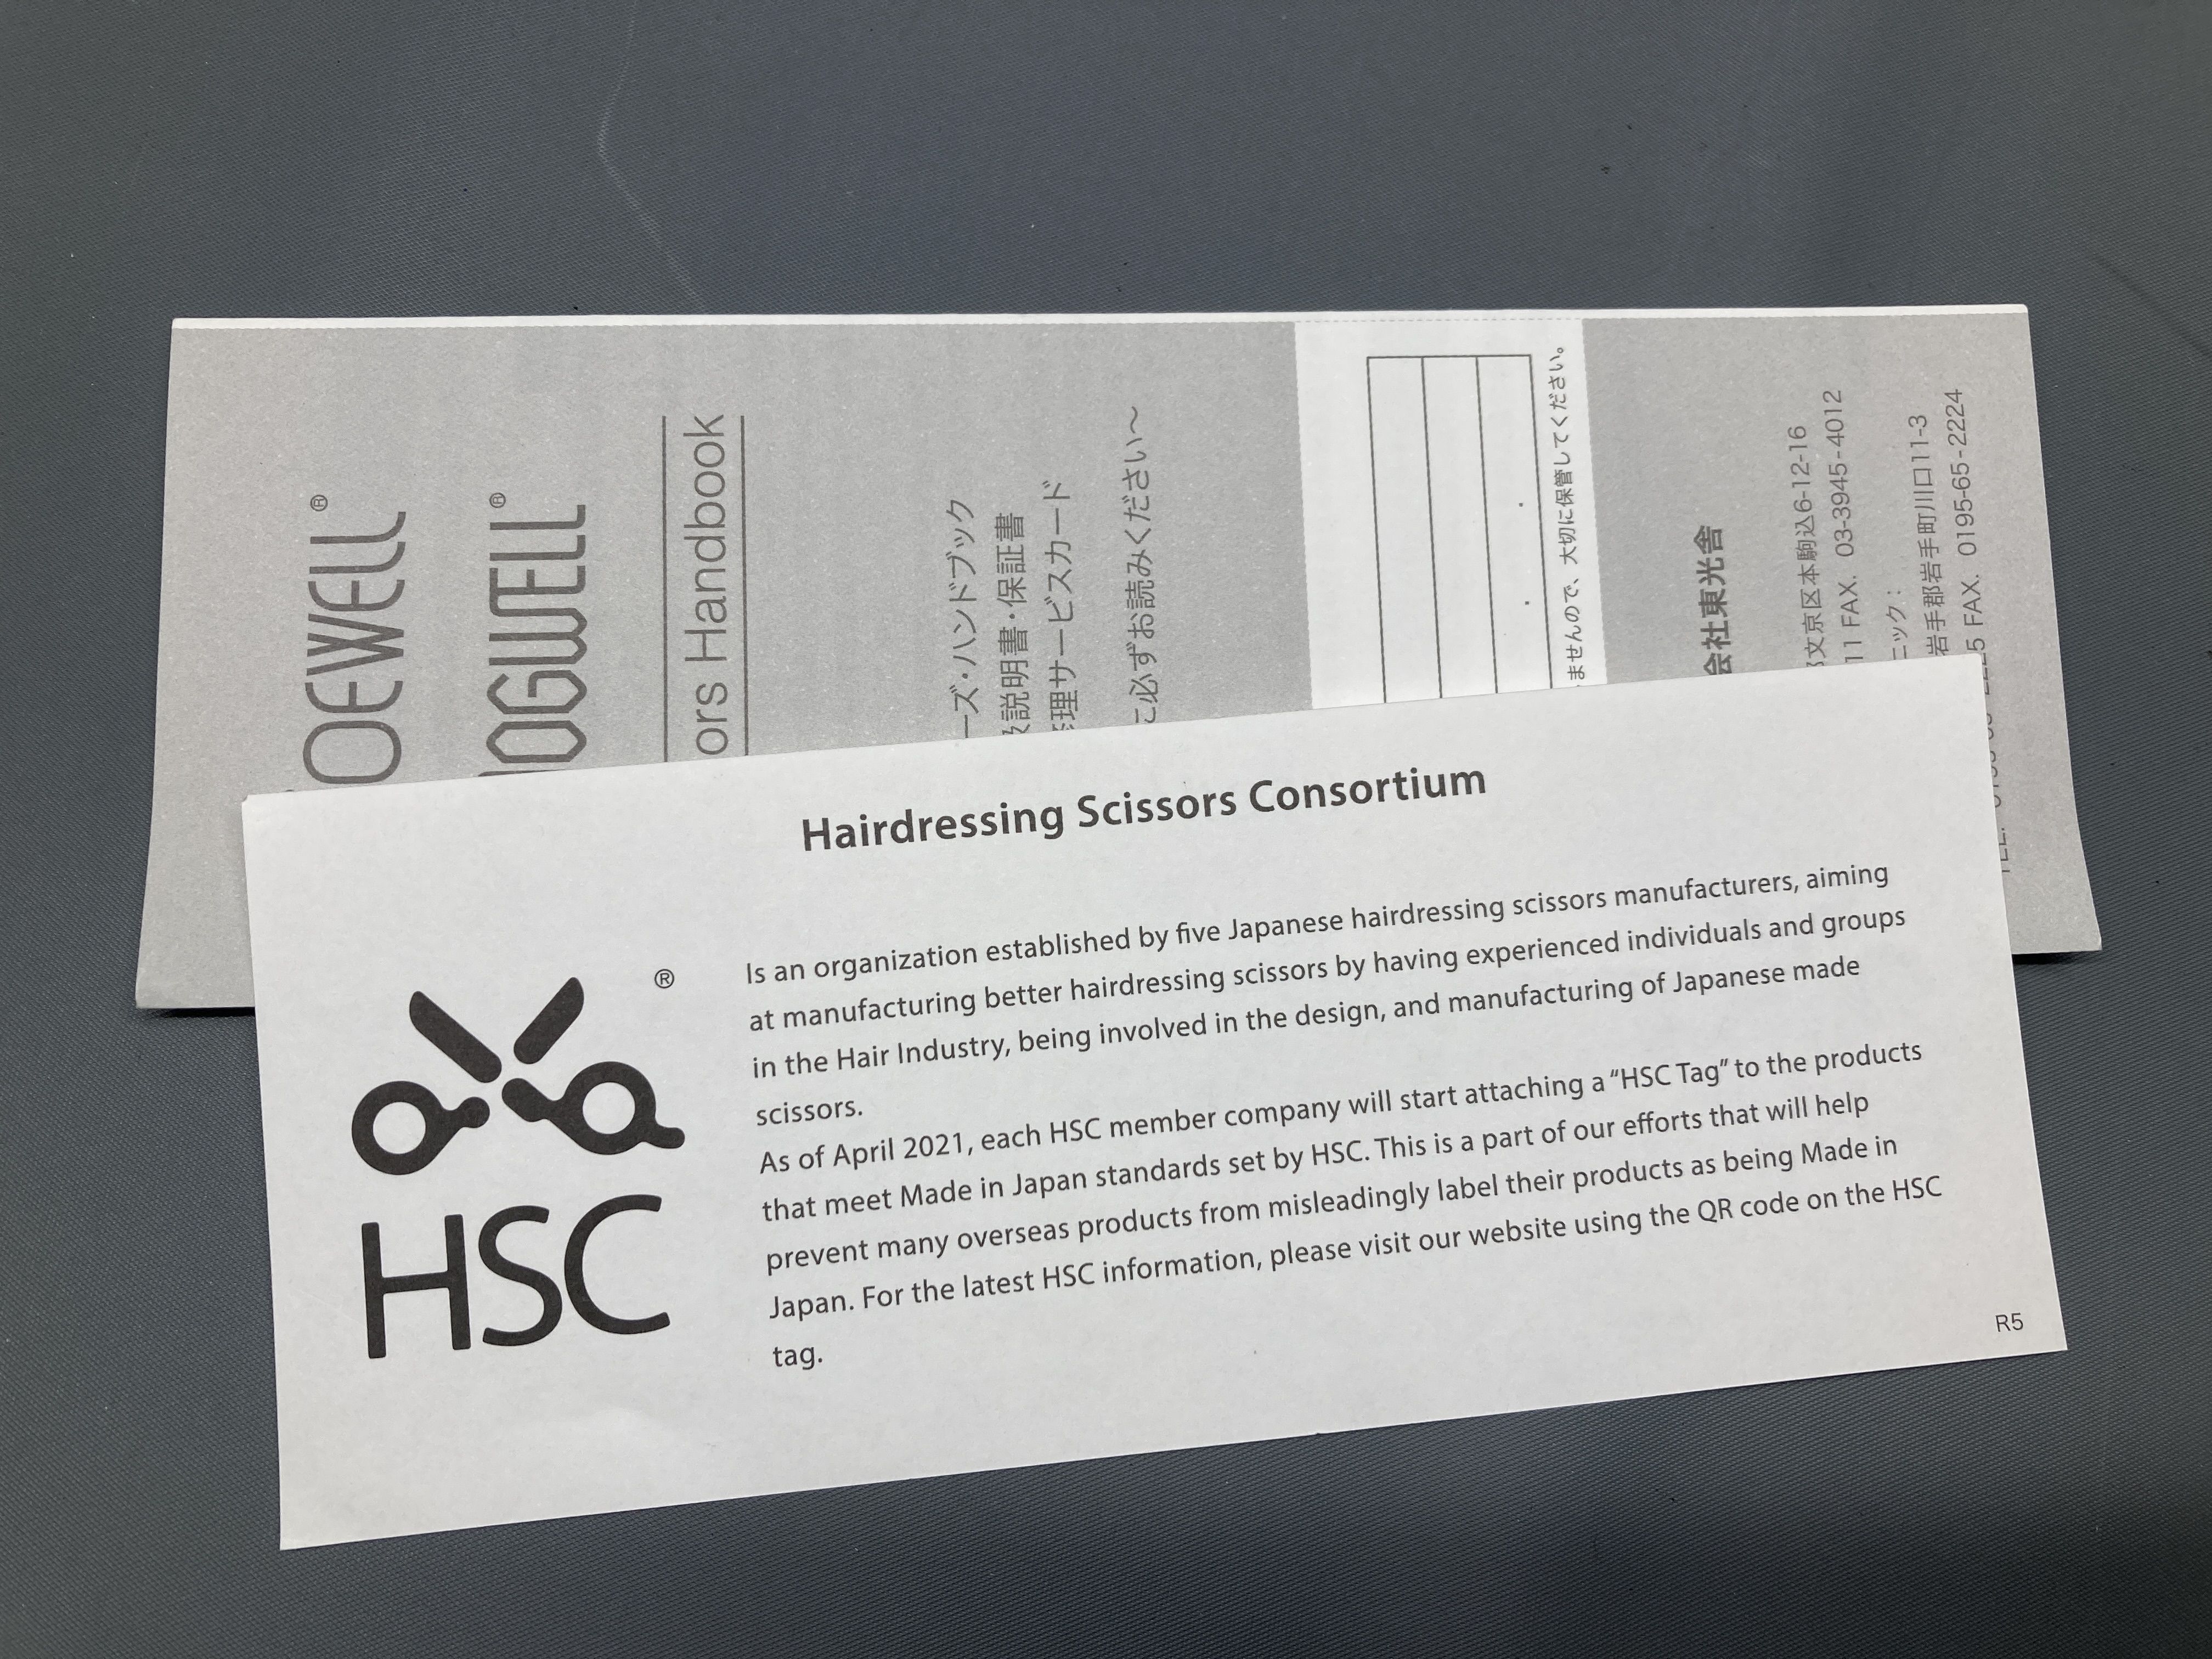 OEWELL®
OGWELL®
ors Handbook
ーズ・ハンドブック
説明書・保証書
理サービスカード
に必ずお読みください〜
ませんので、大切に保管してください。
会社東光舎
文京区本駒込6-12-16
11 FAX. 03-3945-4012
ニック：
岩手郡岩手町川口11-3
5 FAX. 0195-65-2224
Hairdressing Scissors Consortium
Is an organization established by five Japanese hairdressing scissors manufacturers, aiming
at manufacturing better hairdressing scissors by having experienced individuals and groups
in the Hair Industry, being involved in the design, and manufacturing of Japanese made
scissors.
As of April 2021, each HSC member company will start attaching a “HSC Tag” to the products
that meet Made in Japan standards set by HSC. This is a part of our efforts that will help
prevent many overseas products from misleadingly label their products as being Made in
Japan. For the latest HSC information, please visit our website using the QR code on the HSC
tag.
®
HSC
R5